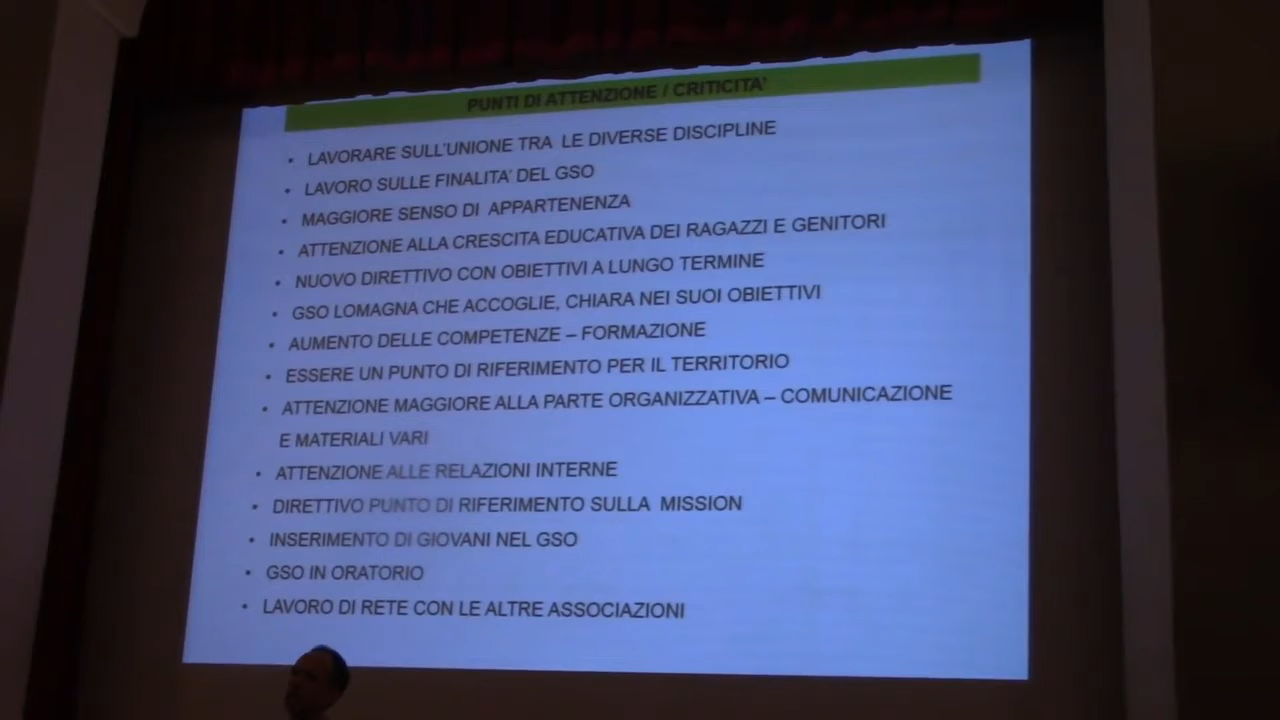 PUNTI DI ATTENZIONE / CRITICITA'
• LAVORARE SULL'UNIONE TRA LE DIVERSE DISCIPLINE
• LAVORO SULLE FINALITA' DEL GSO
• MAGGIORE SENSO DI APPARTENENZA
• ATTENZIONE ALLA CRESCITA EDUCATIVA DEI RAGAZZI E GENITORI
• NUOVO DIRETTIVO CON OBIETTIVI A LUNGO TERMINE
• GSO LOMAGNA CHE ACCOGLIE, CHIARA NEI SUOI OBIETTIVI
• AUMENTO DELLE COMPETENZE – FORMAZIONE
• ESSERE UN PUNTO DI RIFERIMENTO PER IL TERRITORIO
• ATTENZIONE MAGGIORE ALLA PARTE ORGANIZZATIVA – COMUNICAZIONE
E MATERIALI VARI
• ATTENZIONE ALLE RELAZIONI INTERNE
• DIRETTIVO PUNTO DI RIFERIMENTO SULLA MISSION
• INSERIMENTO DI GIOVANI NEL GSO
• GSO IN ORATORIO
• LAVORO DI RETE CON LE ALTRE ASSOCIAZIONI